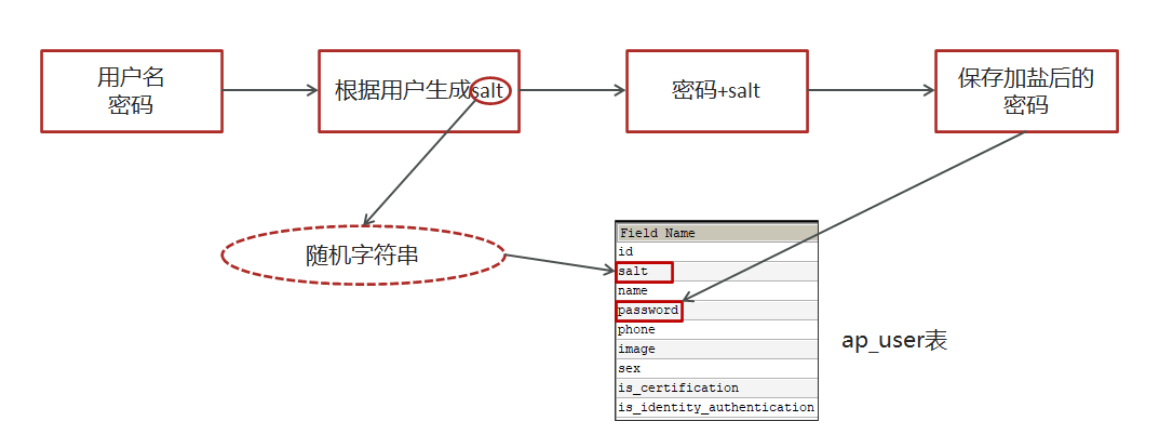 用户名
密码
根据用户生成salt
密码+salt
保存加盐后的
密码
随机字符串
Field Name
id
salt
name
password
phone
image
sex
is_certification
is_identity_authentication
ap_user表